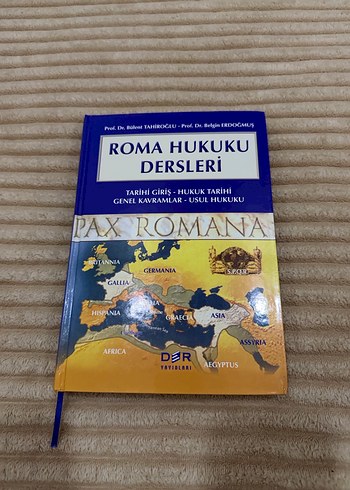 Prof. Dr. Bülent TAHİROĞLU - Prof. Dr. Belgin ERDOĞMUŞ
ROMA HUKUKU
DERSLERİ
TARİHİ GİRİŞ - HUKUK TARİHİ
GENEL KAVRAMLAR - USUL HUKUKU
PAX ROMANA
BRITANNIA
GERMANIA
S.P.Q.R
GALLIA
HISPANIA
GRAECIA
ASIA
ASSYRIA
AFRICA
AEGYPTUS
DER
YAYINLARI